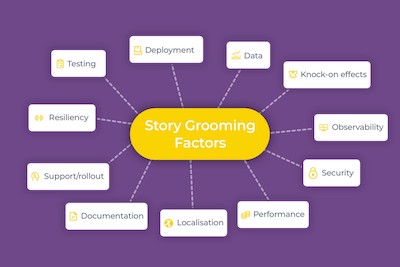 Deployment
Data
Testing
Knock-on effects
Resiliency
Story Grooming
Factors
Observability
Support/rollout
Security
Documentation
Localisation
Performance